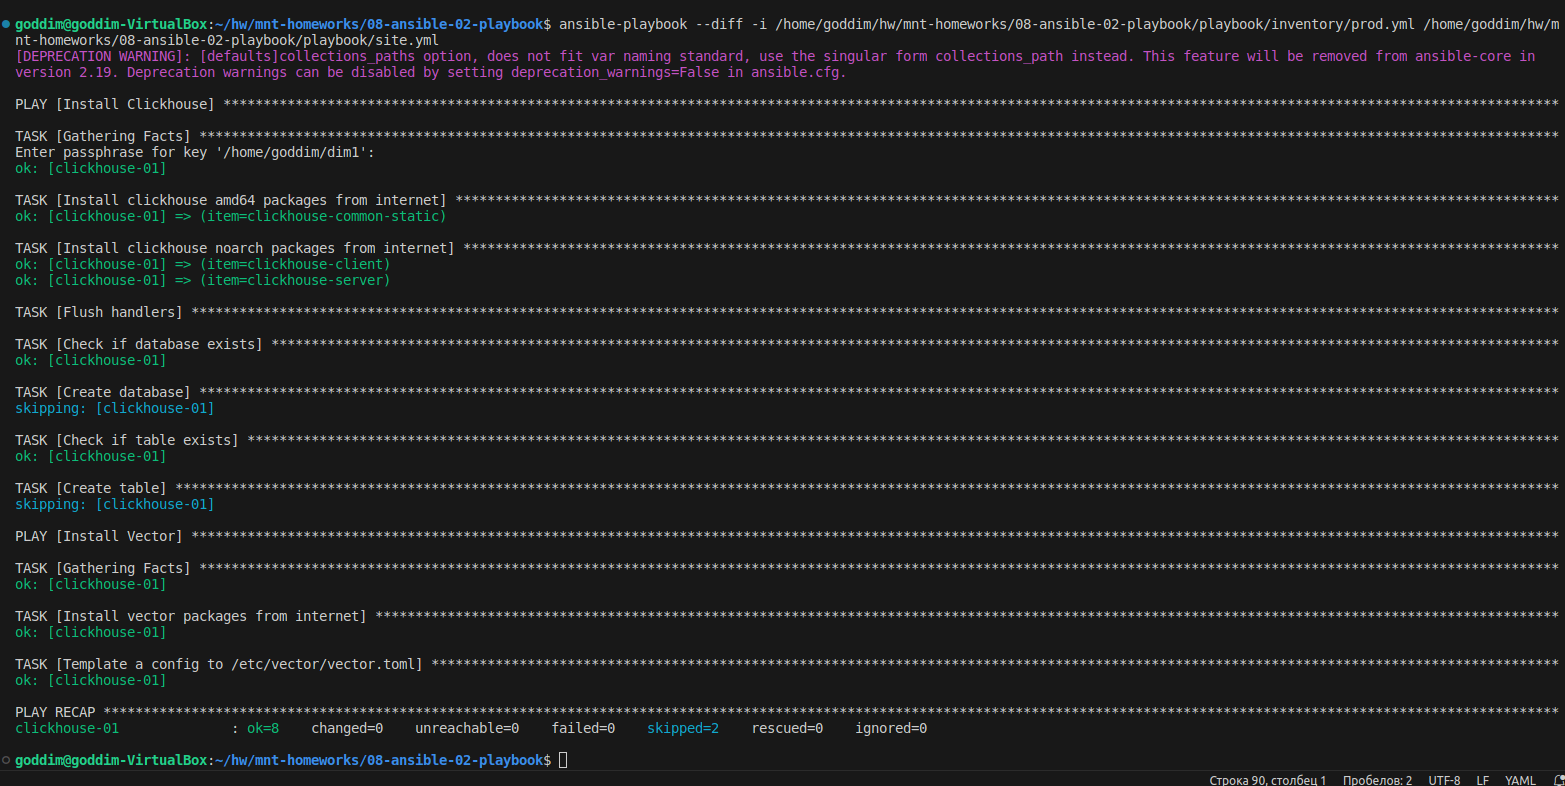 goddim@goddim-VirtualBox:~/hw/mnt-homeworks/08-ansible-02-playbook$ ansible-playbook --diff -i /home/goddim/hw/mnt-homeworks/08-ansible-02-playbook/playbook/inventory/prod.yml /home/goddim/hw/m
nt-homeworks/08-ansible-02-playbook/playbook/site.yml
[DEPRECATION WARNING]: [defaults]collections_paths option, does not fit var naming standard, use the singular form collections_path instead. This feature will be removed from ansible-core in
version 2.19. Deprecation warnings can be disabled by setting deprecation_warnings=False in ansible.cfg.
PLAY [Install Clickhouse] ***********************************************************************************************************************************************************************
TASK [Gathering Facts] **************************************************************************************************************************************************************************
Enter passphrase for key '/home/goddim/dim1':
ok: [clickhouse-01]
TASK [Install clickhouse amd64 packages from internet] ******************************************************************************************************************************************
ok: [clickhouse-01] => (item=clickhouse-common-static)
TASK [Install clickhouse noarch packages from internet] *****************************************************************************************************************************************
ok: [clickhouse-01] => (item=clickhouse-client)
ok: [clickhouse-01] => (item=clickhouse-server)
TASK [Flush handlers] ***************************************************************************************************************************************************************************
TASK [Check if database exists] *****************************************************************************************************************************************************************
ok: [clickhouse-01]
TASK [Create database] **************************************************************************************************************************************************************************
skipping: [clickhouse-01]
TASK [Check if table exists] ********************************************************************************************************************************************************************
ok: [clickhouse-01]
TASK [Create table] *****************************************************************************************************************************************************************************
skipping: [clickhouse-01]
PLAY [Install Vector] ***************************************************************************************************************************************************************************
TASK [Gathering Facts] **************************************************************************************************************************************************************************
ok: [clickhouse-01]
TASK [Install vector packages from internet] ****************************************************************************************************************************************************
ok: [clickhouse-01]
TASK [Template a config to /etc/vector/vector.toml] *********************************************************************************************************************************************
ok: [clickhouse-01]
PLAY RECAP **************************************************************************************************************************************************************************************
clickhouse-01              : ok=8    changed=0    unreachable=0    failed=0    skipped=2    rescued=0    ignored=0
goddim@goddim-VirtualBox:~/hw/mnt-homeworks/08-ansible-02-playbook$
Строка 90, столбец 1 Пробелов: 2 UTF-8 LF YAML